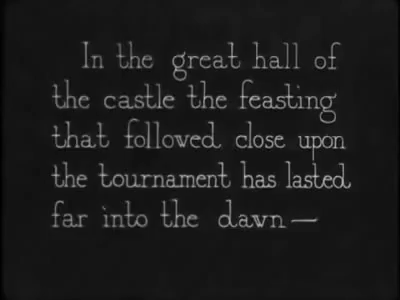 In the great hall of
the castle the feasting
that followed close upon
the tournament has lasted
far into the dawn—